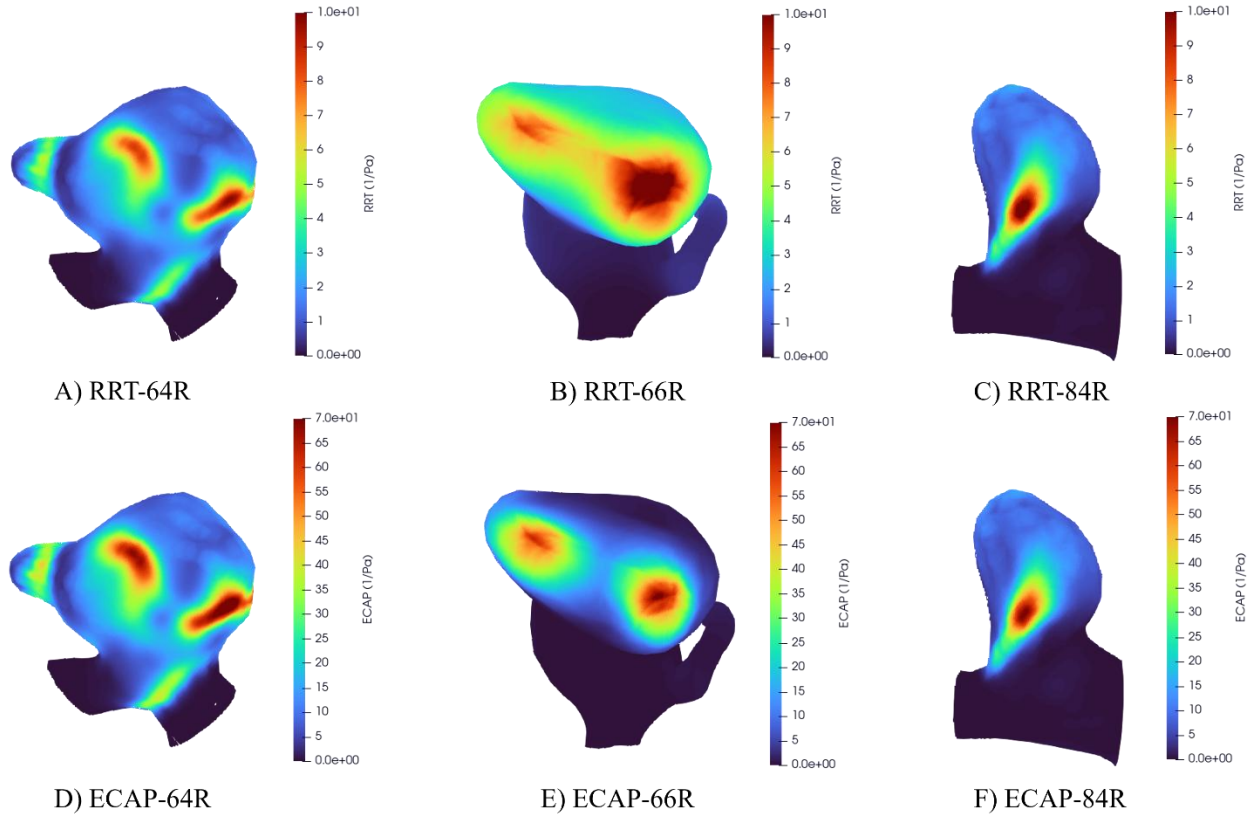 1.0e+01
9
8
7
6
5
4
3
2
1
0.0e+00
RRT (1/Pa)
1.0e+01
9
8
7
6
5
4
3
2
1
0.0e+00
RRT (1/Pa)
1.0e+01
9
8
7
6
5
4
3
2
1
0.0e+00
RRT (1/Pa)
A) RRT-64R
B) RRT-66R
C) RRT-84R
7.0e+01
65
60
55
50
45
40
35
30
25
20
15
10
5
0.0e+00
ECAP (1/Pa)
7.0e+01
65
60
55
50
45
40
35
30
25
20
15
10
5
0.0e+00
ECAP (1/Pa)
7.0e+01
65
60
55
50
45
40
35
30
25
20
15
10
5
0.0e+00
ECAP (1/Pa)
D) ECAP-64R
E) ECAP-66R
F) ECAP-84R